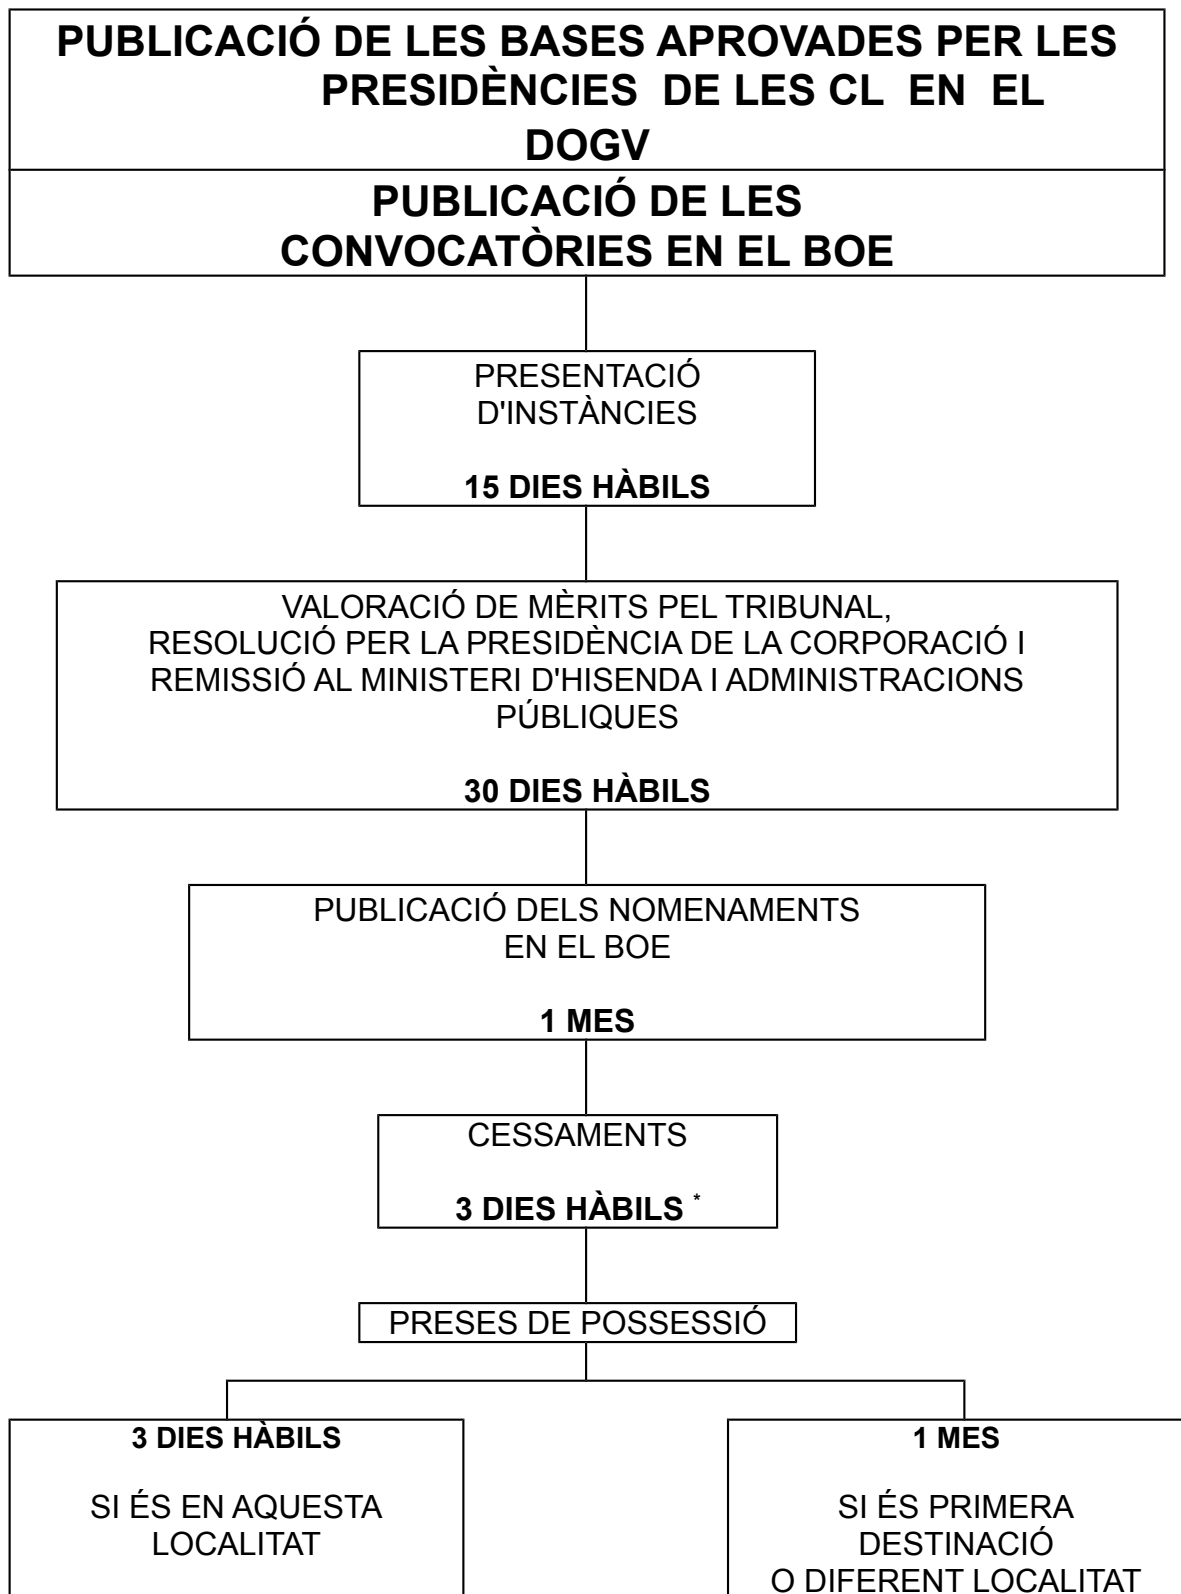 PUBLICACIÓ DE LES BASES APROVADES PER LES
PRESIDÈNCIES DE LES CL EN EL
DOGV
PUBLICACIÓ DE LES
CONVOCATÒRIES EN EL BOE
PRESENTACIÓ
D'INSTÀNCIES
15 DIES HÀBILS
VALORACIÓ DE MÈRITS PEL TRIBUNAL,
RESOLUCIÓ PER LA PRESIDÈNCIA DE LA CORPORACIÓ I
REMISSIÓ AL MINISTERI D'HISENDA I ADMINISTRACIONS
PÚBLIQUES
30 DIES HÀBILS
PUBLICACIÓ DELS NOMENAMENTS
EN EL BOE
1 MES
CESSAMENTS
3 DIES HÀBILS *
PRESES DE POSSESSIÓ
3 DIES HÀBILS
SI ÉS EN AQUESTA
LOCALITAT
1 MES
SI ÉS PRIMERA
DESTINACIÓ
O DIFERENT LOCALITAT